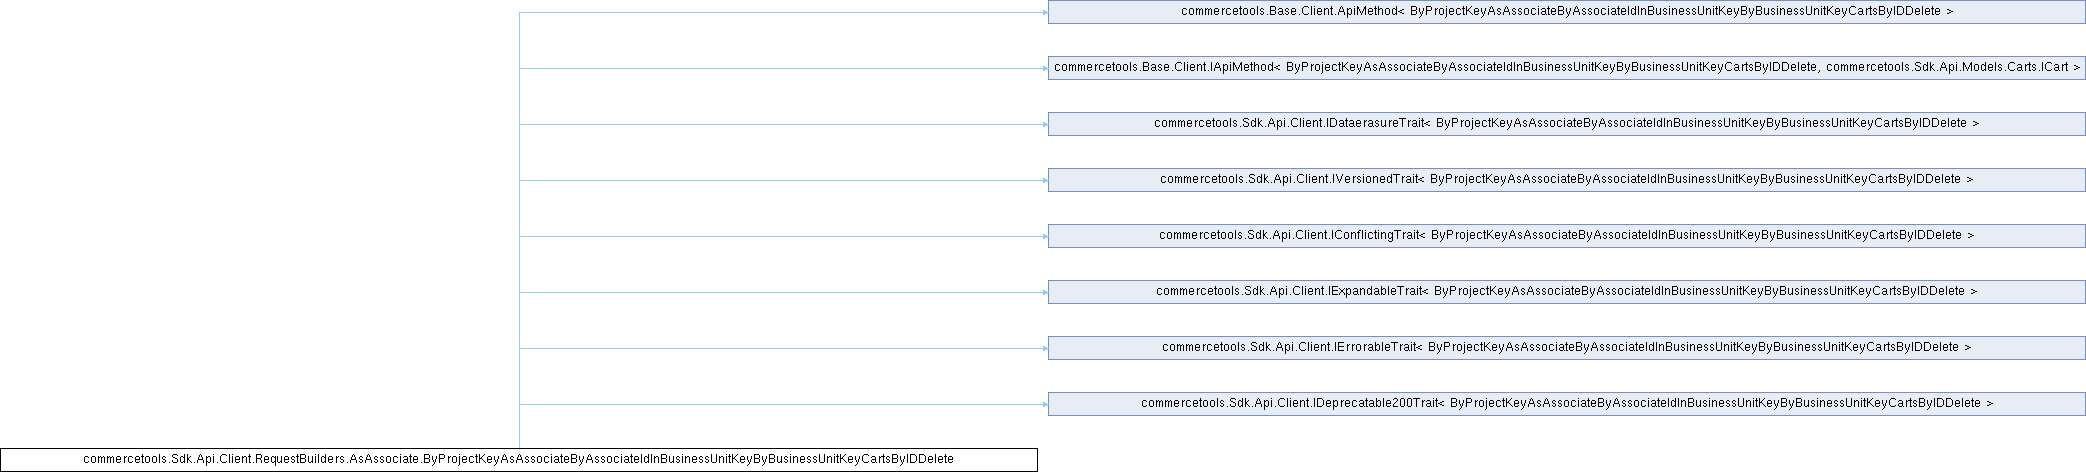 commercetools.Base.Client.ApiMethod< ByProjectKeyAsAssociateByAssociateIdInBusinessUnitKeyByBusinessUnitKeyCartsByIDDelete >
commercetools.Base.Client.IApiMethod< ByProjectKeyAsAssociateByAssociateIdInBusinessUnitKeyByBusinessUnitKeyCartsByIDDelete, commercetools.Sdk.Api.Models.Carts.ICart >
commercetools.Sdk.Api.Client.IDataerasureTrait< ByProjectKeyAsAssociateByAssociateIdInBusinessUnitKeyByBusinessUnitKeyCartsByIDDelete >
commercetools.Sdk.Api.Client.IVersionedTrait< ByProjectKeyAsAssociateByAssociateIdInBusinessUnitKeyByBusinessUnitKeyCartsByIDDelete >
commercetools.Sdk.Api.Client.IConflictingTrait< ByProjectKeyAsAssociateByAssociateIdInBusinessUnitKeyByBusinessUnitKeyCartsByIDDelete >
commercetools.Sdk.Api.Client.IExpandableTrait< ByProjectKeyAsAssociateByAssociateIdInBusinessUnitKeyByBusinessUnitKeyCartsByIDDelete >
commercetools.Sdk.Api.Client.IErrorableTrait< ByProjectKeyAsAssociateByAssociateIdInBusinessUnitKeyByBusinessUnitKeyCartsByIDDelete >
commercetools.Sdk.Api.Client.IDeprecatable200Trait< ByProjectKeyAsAssociateByAssociateIdInBusinessUnitKeyByBusinessUnitKeyCartsByIDDelete >
commercetools.Sdk.Api.Client.RequestBuilders.AsAssociate.ByProjectKeyAsAssociateByAssociateIdInBusinessUnitKeyByBusinessUnitKeyCartsByIDDelete